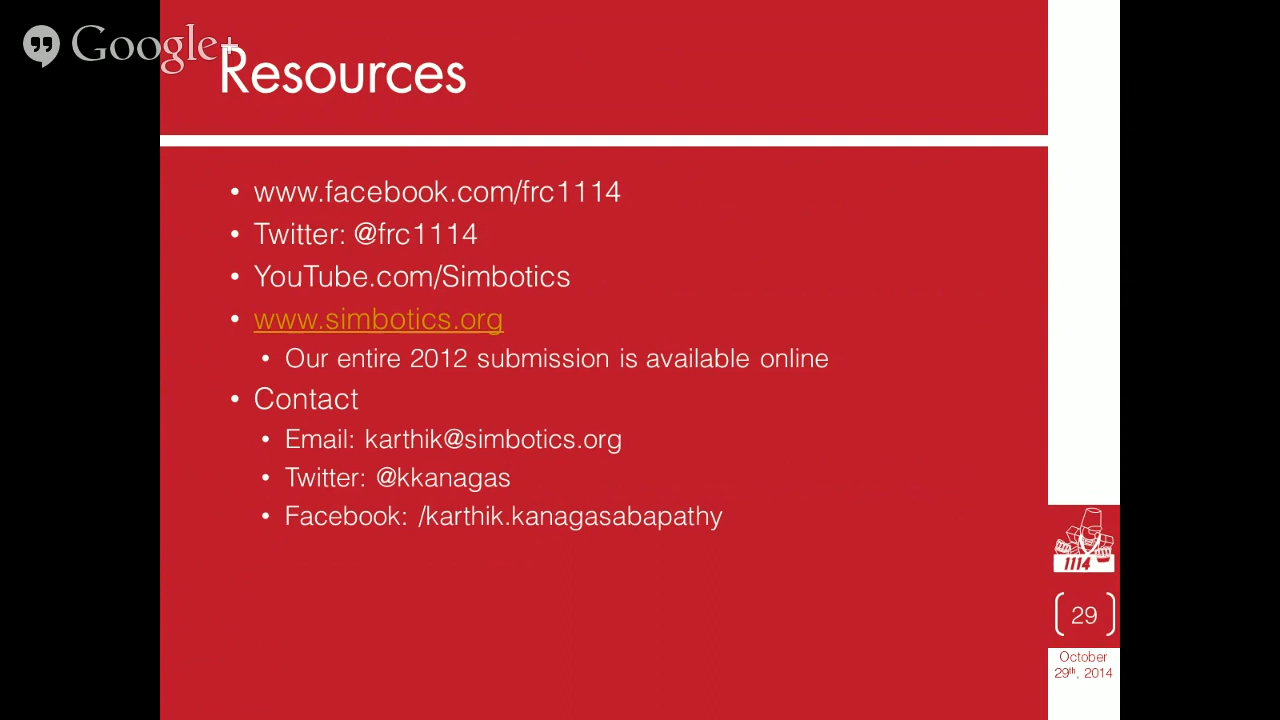 Google+
Resources
• www.facebook.com/frc1114
• Twitter: @frc1114
• YouTube.com/Simbotics
• www.simbotics.org
• Our entire 2012 submission is available online
• Contact
• Email: karthik@simbotics.org
• Twitter: @kkanagas
• Facebook: /karthik.kanagasabapathy
1114
29
October
29th, 2014